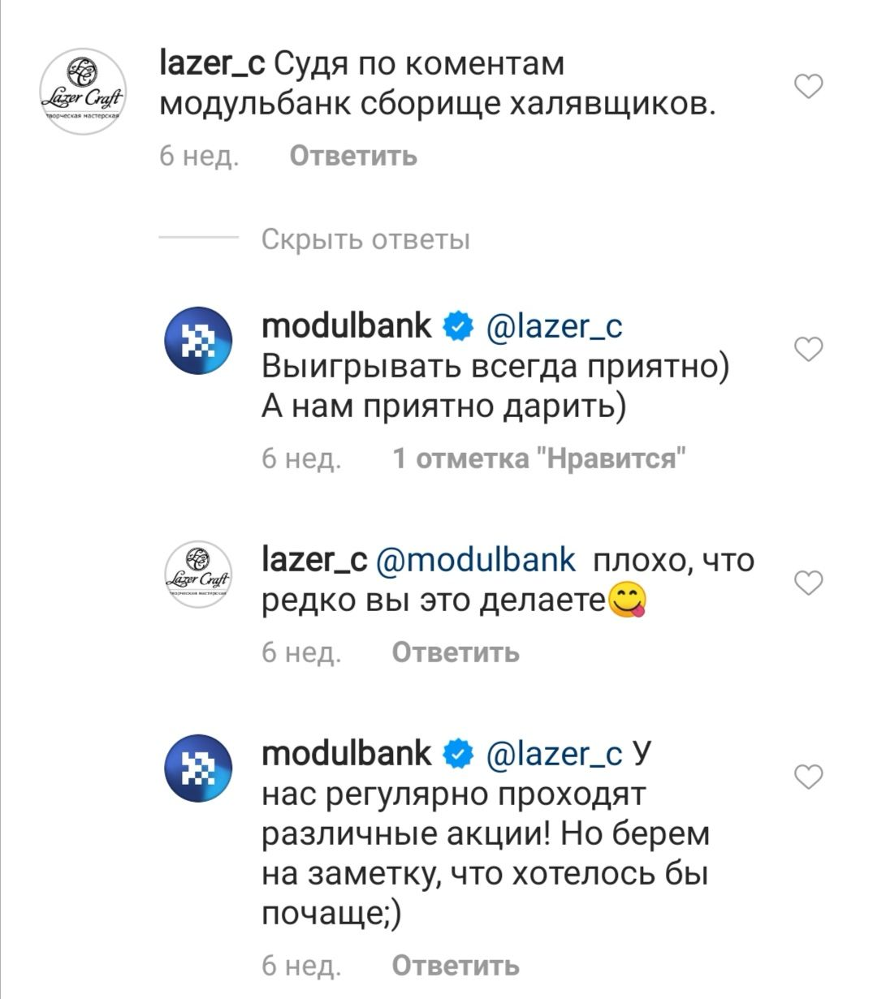 lazer_c Судя по коментам
модульбанк сборище халявщиков.
Lazer Craft
творческая мастерская
6 нед. Ответить
Скрыть ответы
modulbank @lazer_c
Выигрывать всегда приятно)
А нам приятно дарить)
6 нед. 1 отметка "Нравится"
lazer_c @modulbank плохо, что
редко вы это делаете😋
Lazer Craft
творческая мастерская
6 нед. Ответить
modulbank @lazer_c У
нас регулярно проходят
различные акции! Но берем
на заметку, что хотелось бы
почаще;)
6 нед. Ответить